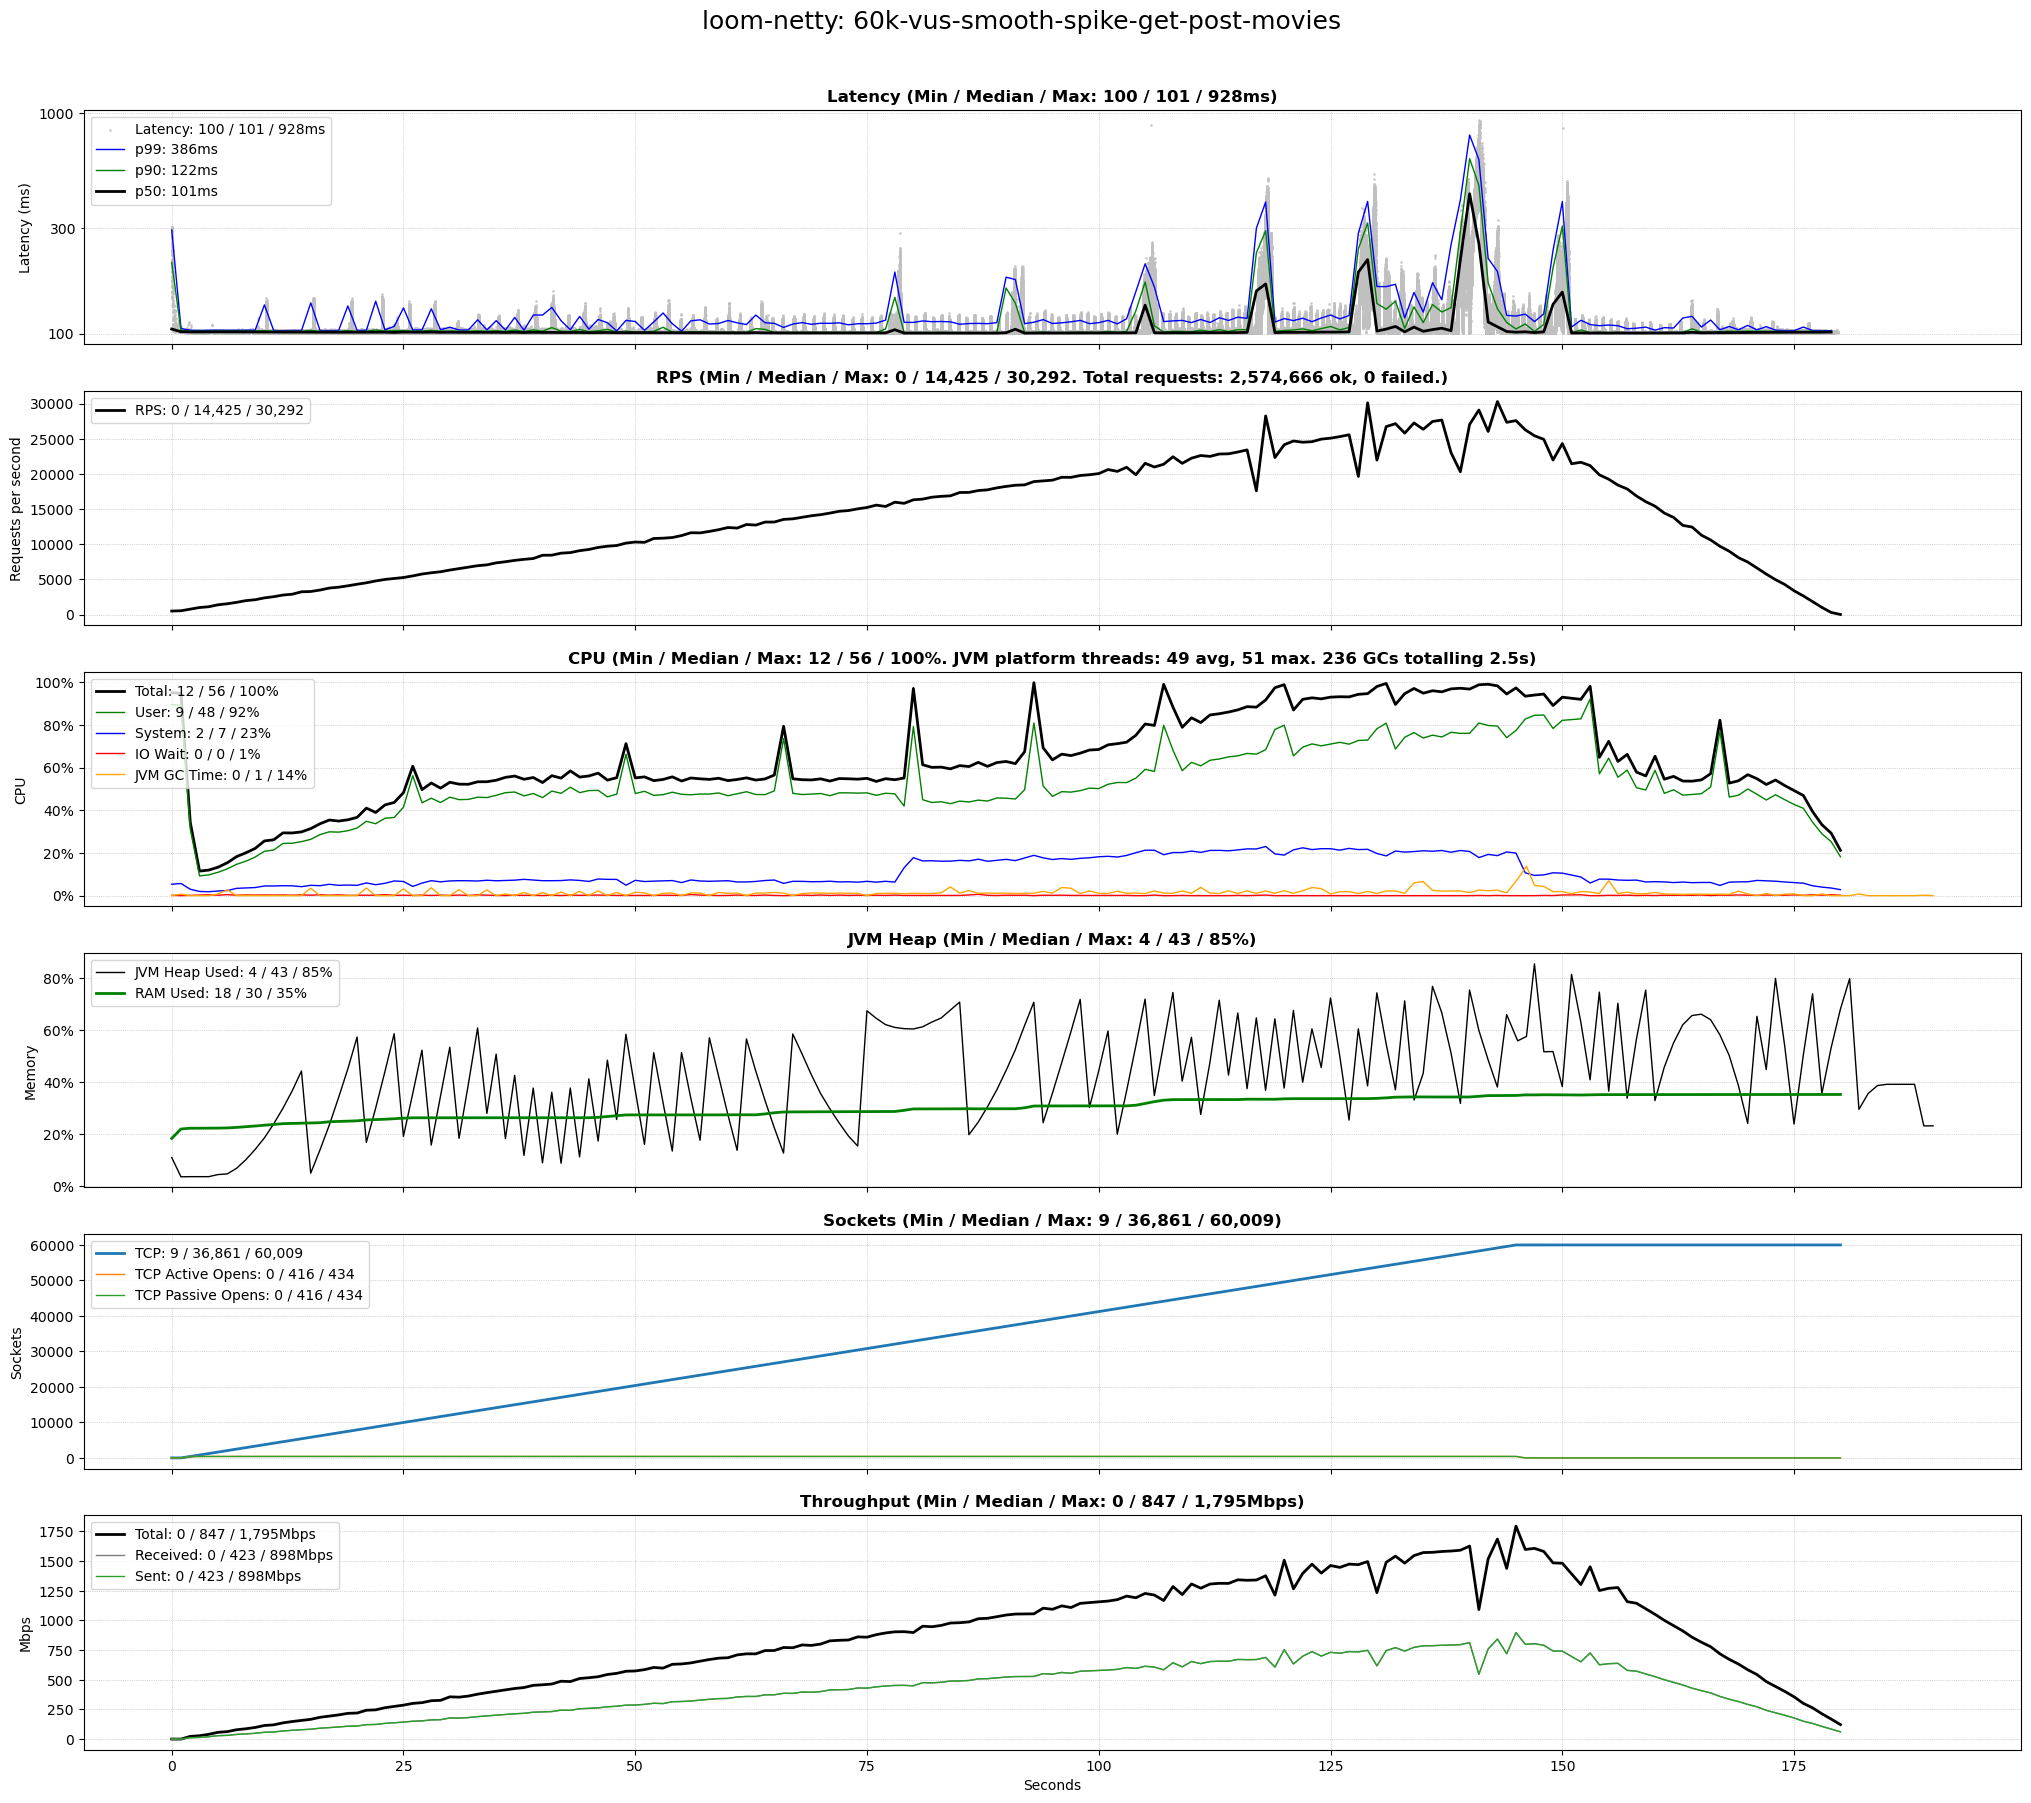 loom-netty: 60k-vus-smooth-spike-get-post-movies
Latency (Min / Median / Max: 100 / 101 / 928ms)
Latency (ms)
1000
300
100
Latency: 100 / 101 / 928ms
p99: 386ms
p90: 122ms
p50: 101ms
RPS (Min / Median / Max: 0 / 14,425 / 30,292. Total requests: 2,574,666 ok, 0 failed.)
Requests per second
30000
25000
20000
15000
10000
5000
0
RPS: 0 / 14,425 / 30,292
CPU (Min / Median / Max: 12 / 56 / 100%. JVM platform threads: 49 avg, 51 max. 236 GCs totalling 2.5s)
CPU
100%
80%
60%
40%
20%
0%
Total: 12 / 56 / 100%
User: 9 / 48 / 92%
System: 2 / 7 / 23%
IO Wait: 0 / 0 / 1%
JVM GC Time: 0 / 1 / 14%
JVM Heap (Min / Median / Max: 4 / 43 / 85%)
Memory
80%
60%
40%
20%
0%
JVM Heap Used: 4 / 43 / 85%
RAM Used: 18 / 30 / 35%
Sockets (Min / Median / Max: 9 / 36,861 / 60,009)
Sockets
60000
50000
40000
30000
20000
10000
0
TCP: 9 / 36,861 / 60,009
TCP Active Opens: 0 / 416 / 434
TCP Passive Opens: 0 / 416 / 434
Throughput (Min / Median / Max: 0 / 847 / 1,795Mbps)
Mbps
1750
1500
1250
1000
750
500
250
0
Total: 0 / 847 / 1,795Mbps
Received: 0 / 423 / 898Mbps
Sent: 0 / 423 / 898Mbps
0 25 50 75 100 125 150 175
Seconds